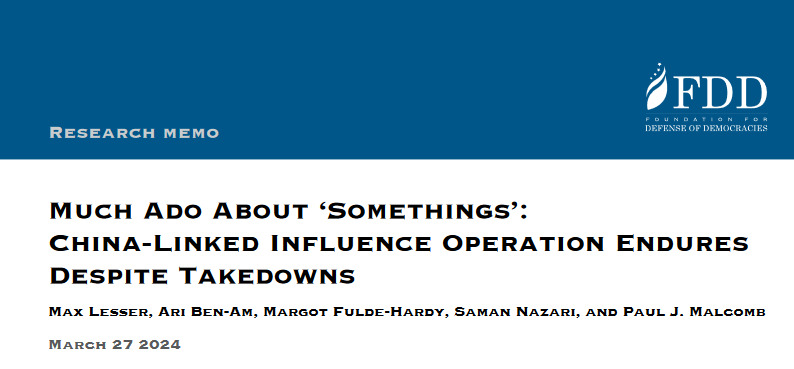 FDD
FOUNDATION FOR
DEFENSE OF DEMOCRACIES
RESEARCH MEMO
MUCH ADO ABOUT ‘SOMETHINGS’:
CHINA-LINKED INFLUENCE OPERATION ENDURES
DESPITE TAKEDOWNS
MAX LESSER, ARI BEN-AM, MARGOT FULDE-HARDY, SAMAN NAZARI, AND PAUL J. MALCOMB
MARCH 27 2024